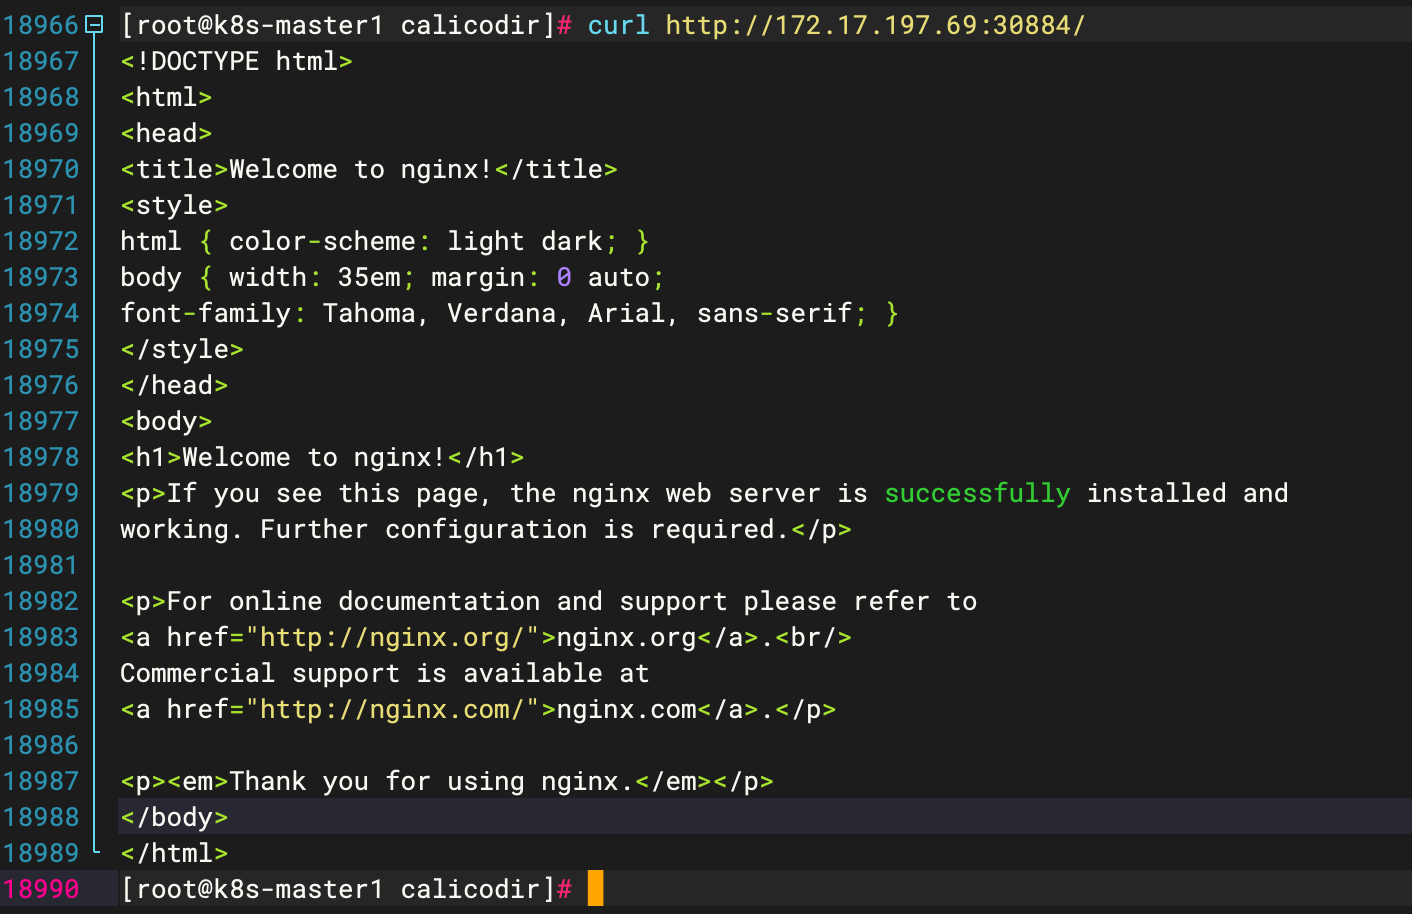 18966 [root@k8s-master1 calicodir]# curl http://172.17.197.69:30884/
18967 <!DOCTYPE html>
18968 <html>
18969 <head>
18970 <title>Welcome to nginx!</title>
18971 <style>
18972 html { color-scheme: light dark; }
18973 body { width: 35em; margin: 0 auto;
18974 font-family: Tahoma, Verdana, Arial, sans-serif; }
18975 </style>
18976 </head>
18977 <body>
18978 <h1>Welcome to nginx!</h1>
18979 <p>If you see this page, the nginx web server is successfully installed and
18980 working. Further configuration is required.</p>
18981
18982 <p>For online documentation and support please refer to
18983 <a href="http://nginx.org/">nginx.org</a>.<br/>
18984 Commercial support is available at
18985 <a href="http://nginx.com/">nginx.com</a>.</p>
18986
18987 <p><em>Thank you for using nginx.</em></p>
18988 </body>
18989 </html>
18990 [root@k8s-master1 calicodir]#